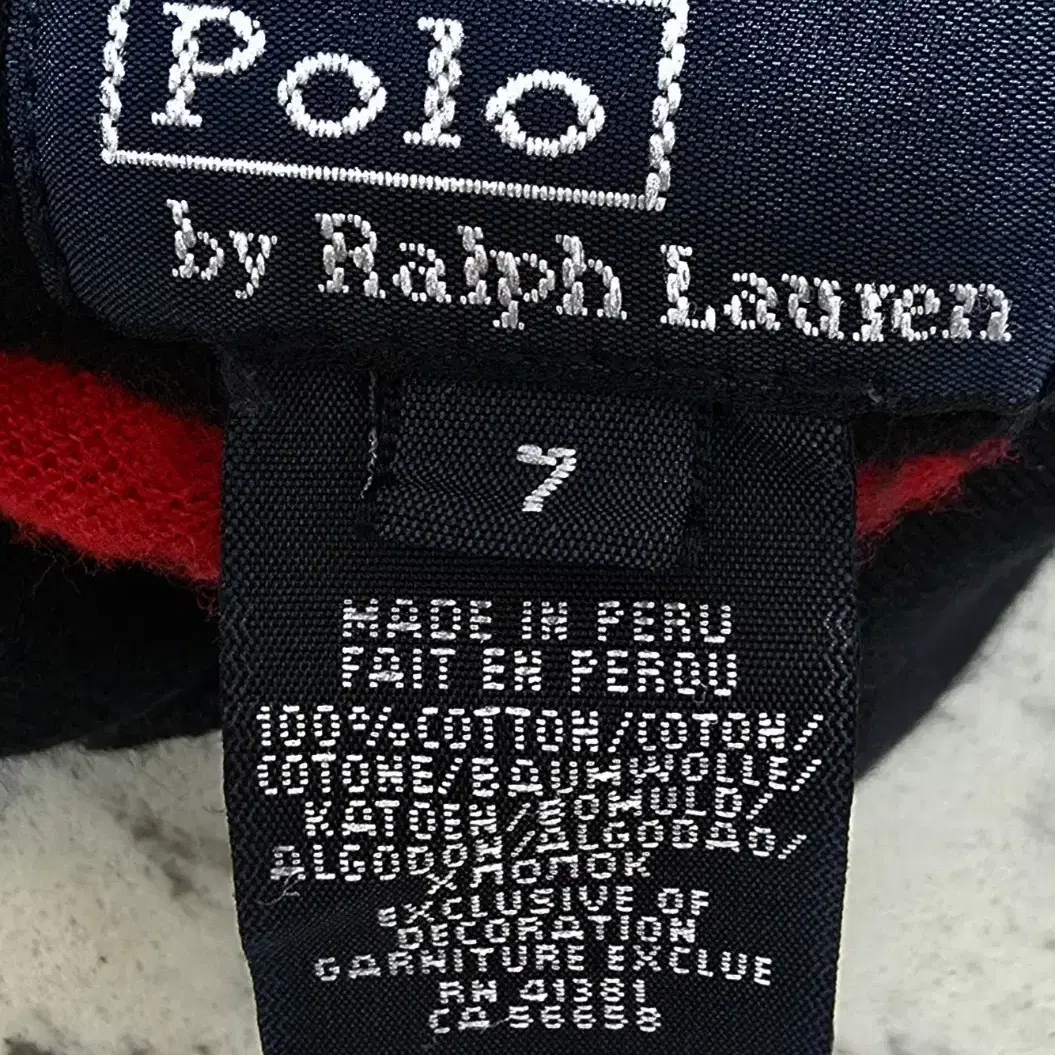 Polo
by Ralph Lauren
7
MADE IN PERU
FAIT EN PEROU
100% COTTON/COTON/
COTONE/BAUMWOLLE/
KATOEN/BOMULD/
ALGODON/ALGODAO/
ХЛОПОК
EXCLUSIVE OF
DECORATION
GARNITURE EXCLUE
RN 41381
CA 56658